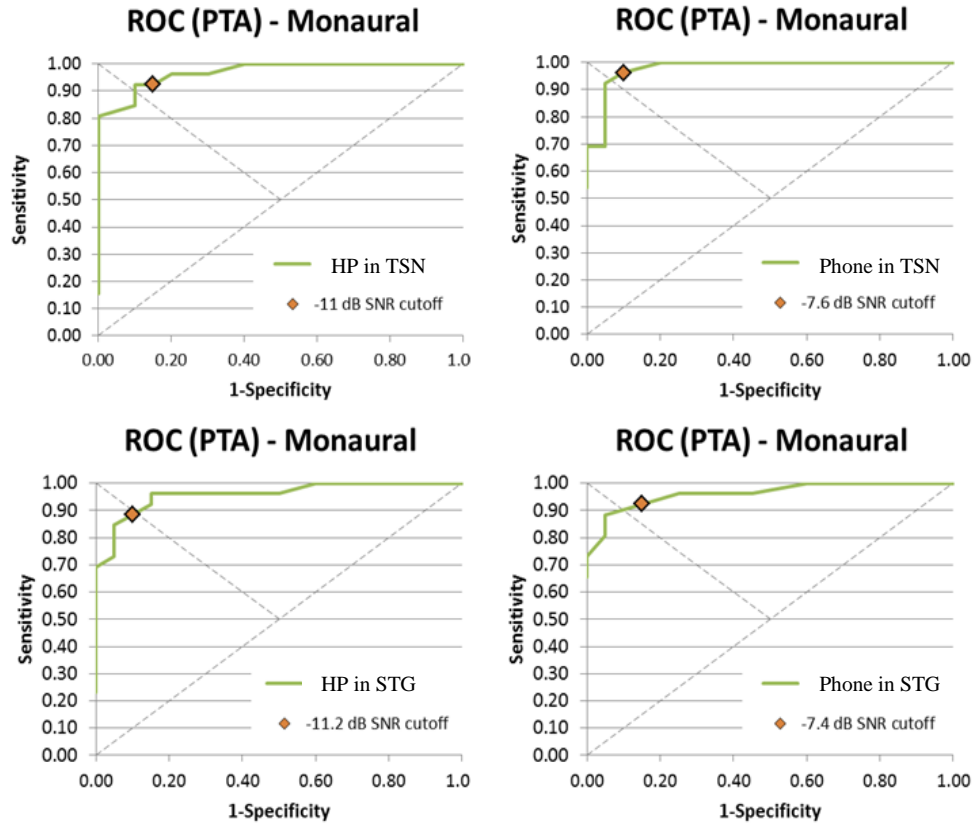 ROC (PTA) - Monaural
1.00
0.90
0.80
0.70
0.60
0.50
0.40
0.30
0.20
0.10
0.00
Sensitivity
HP in TSN
-11 dB SNR cutoff
0.00 0.20 0.40 0.60 0.80 1.0
1-Specificity
ROC (PTA) - Monaural
1.00
0.90
0.80
0.70
0.60
0.50
0.40
0.30
0.20
0.10
0.00
Sensitivity
Phone in TSN
-7.6 dB SNR cutoff
0.00 0.20 0.40 0.60 0.80 1.00
1-Specificity
ROC (PTA) - Monaural
1.00
0.90
0.80
0.70
0.60
0.50
0.40
0.30
0.20
0.10
0.00
Sensitivity
HP in STG
-11.2 dB SNR cutoff
0.00 0.20 0.40 0.60 0.80 1.0
1-Specificity
ROC (PTA) - Monaural
1.00
0.90
0.80
0.70
0.60
0.50
0.40
0.30
0.20
0.10
0.00
Sensitivity
Phone in STG
-7.4 dB SNR cutoff
0.00 0.20 0.40 0.60 0.80 1.0
1-Specificity